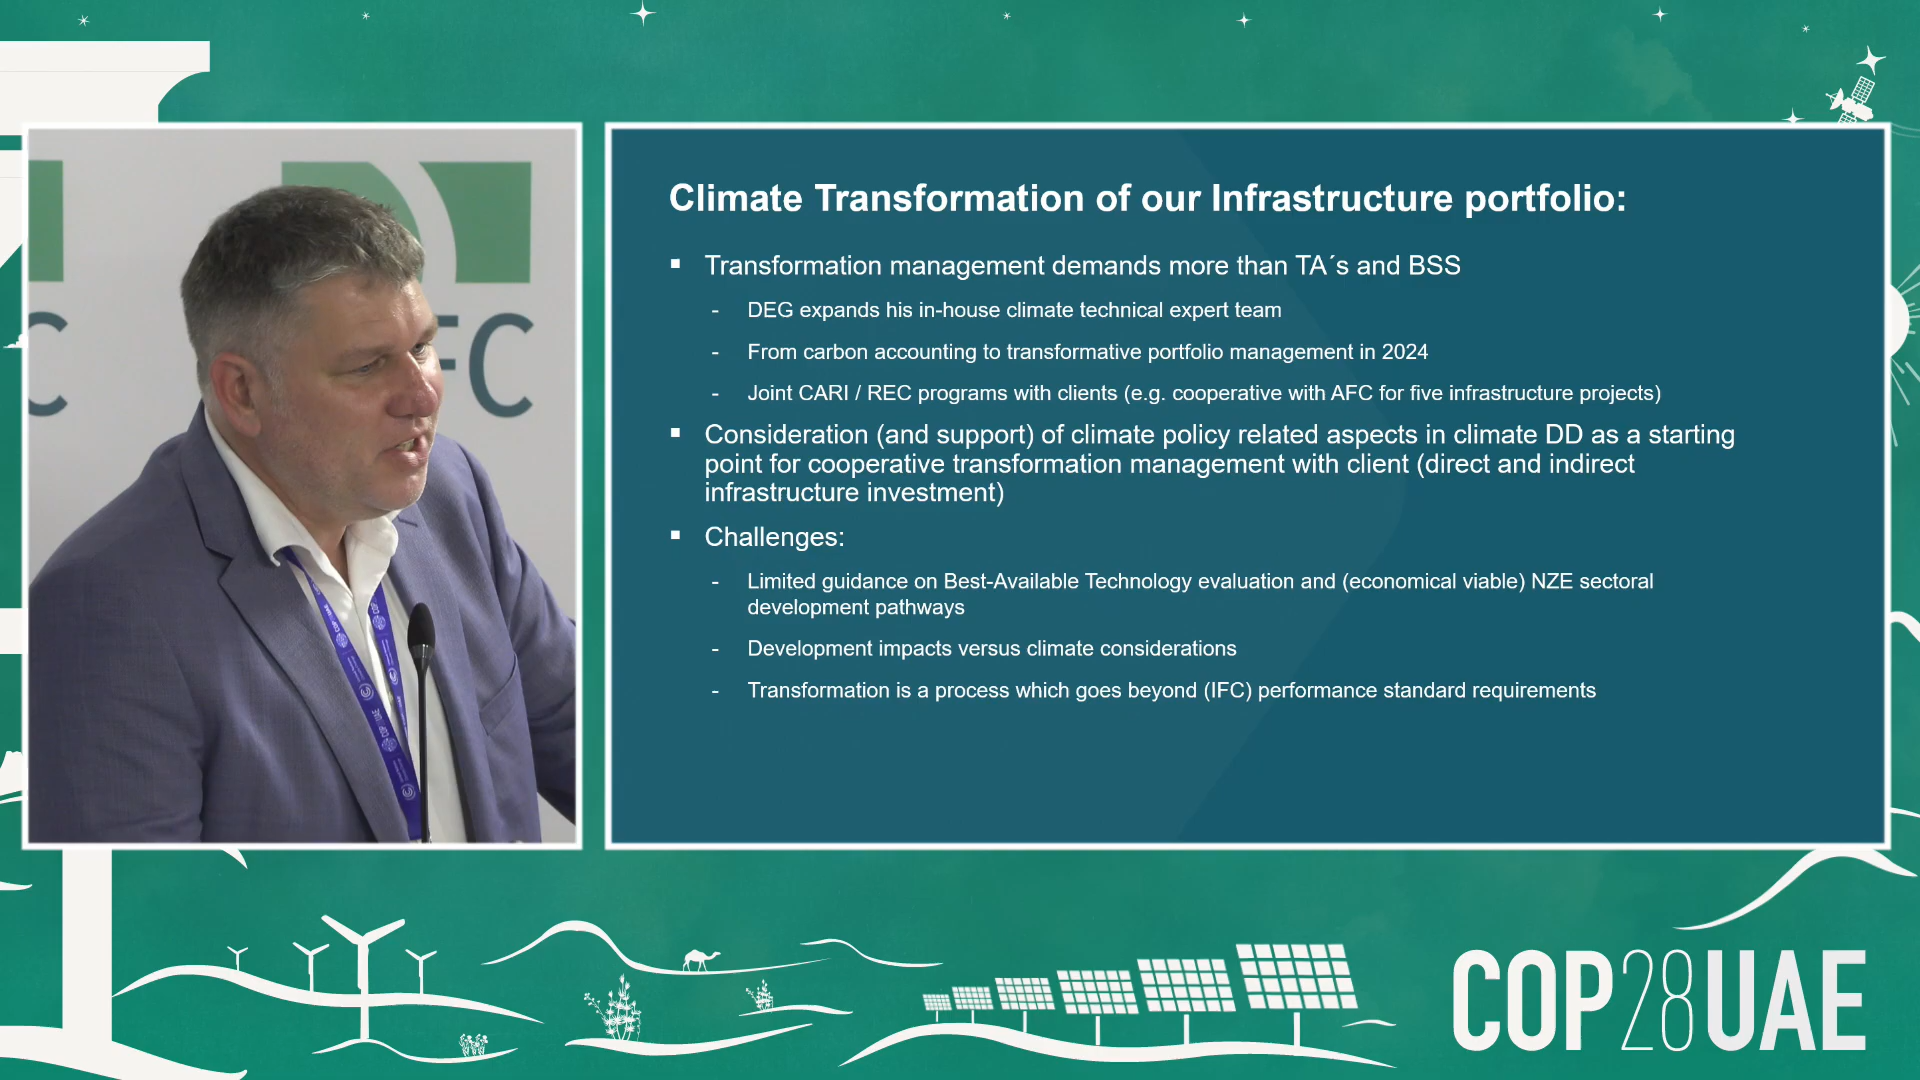 FC
C
Climate Transformation of our Infrastructure portfolio:
▪ Transformation management demands more than TA´s and BSS
- DEG expands his in-house climate technical expert team
- From carbon accounting to transformative portfolio management in 2024
- Joint CARI / REC programs with clients (e.g. cooperative with AFC for five infrastructure projects)
▪ Consideration (and support) of climate policy related aspects in climate DD as a starting
point for cooperative transformation management with client (direct and indirect
infrastructure investment)
▪ Challenges:
- Limited guidance on Best-Available Technology evaluation and (economical viable) NZE sectoral
development pathways
- Development impacts versus climate considerations
- Transformation is a process which goes beyond (IFC) performance standard requirements
COP28UAE